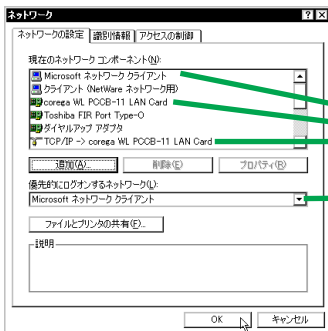 ネットワーク
ネットワークの設定 識別情報 アクセスの制御
現在のネットワーク コンポーネント(N):
Microsoft ネットワーク クライアント
クライアント (NetWare ネットワーク用)
corega WL PCCB-11 LAN Card
Toshiba FIR Port Type-O
ダイヤルアップ アダプタ
TCP/IP -> corega WL PCCB-11 LAN Card
追加(A)... 削除(E) プロパティ(R)
優先的にログオンするネットワーク(L):
Microsoft ネットワーク クライアント
ファイルとプリンタの共有(F)...
説明
OK キャンセル